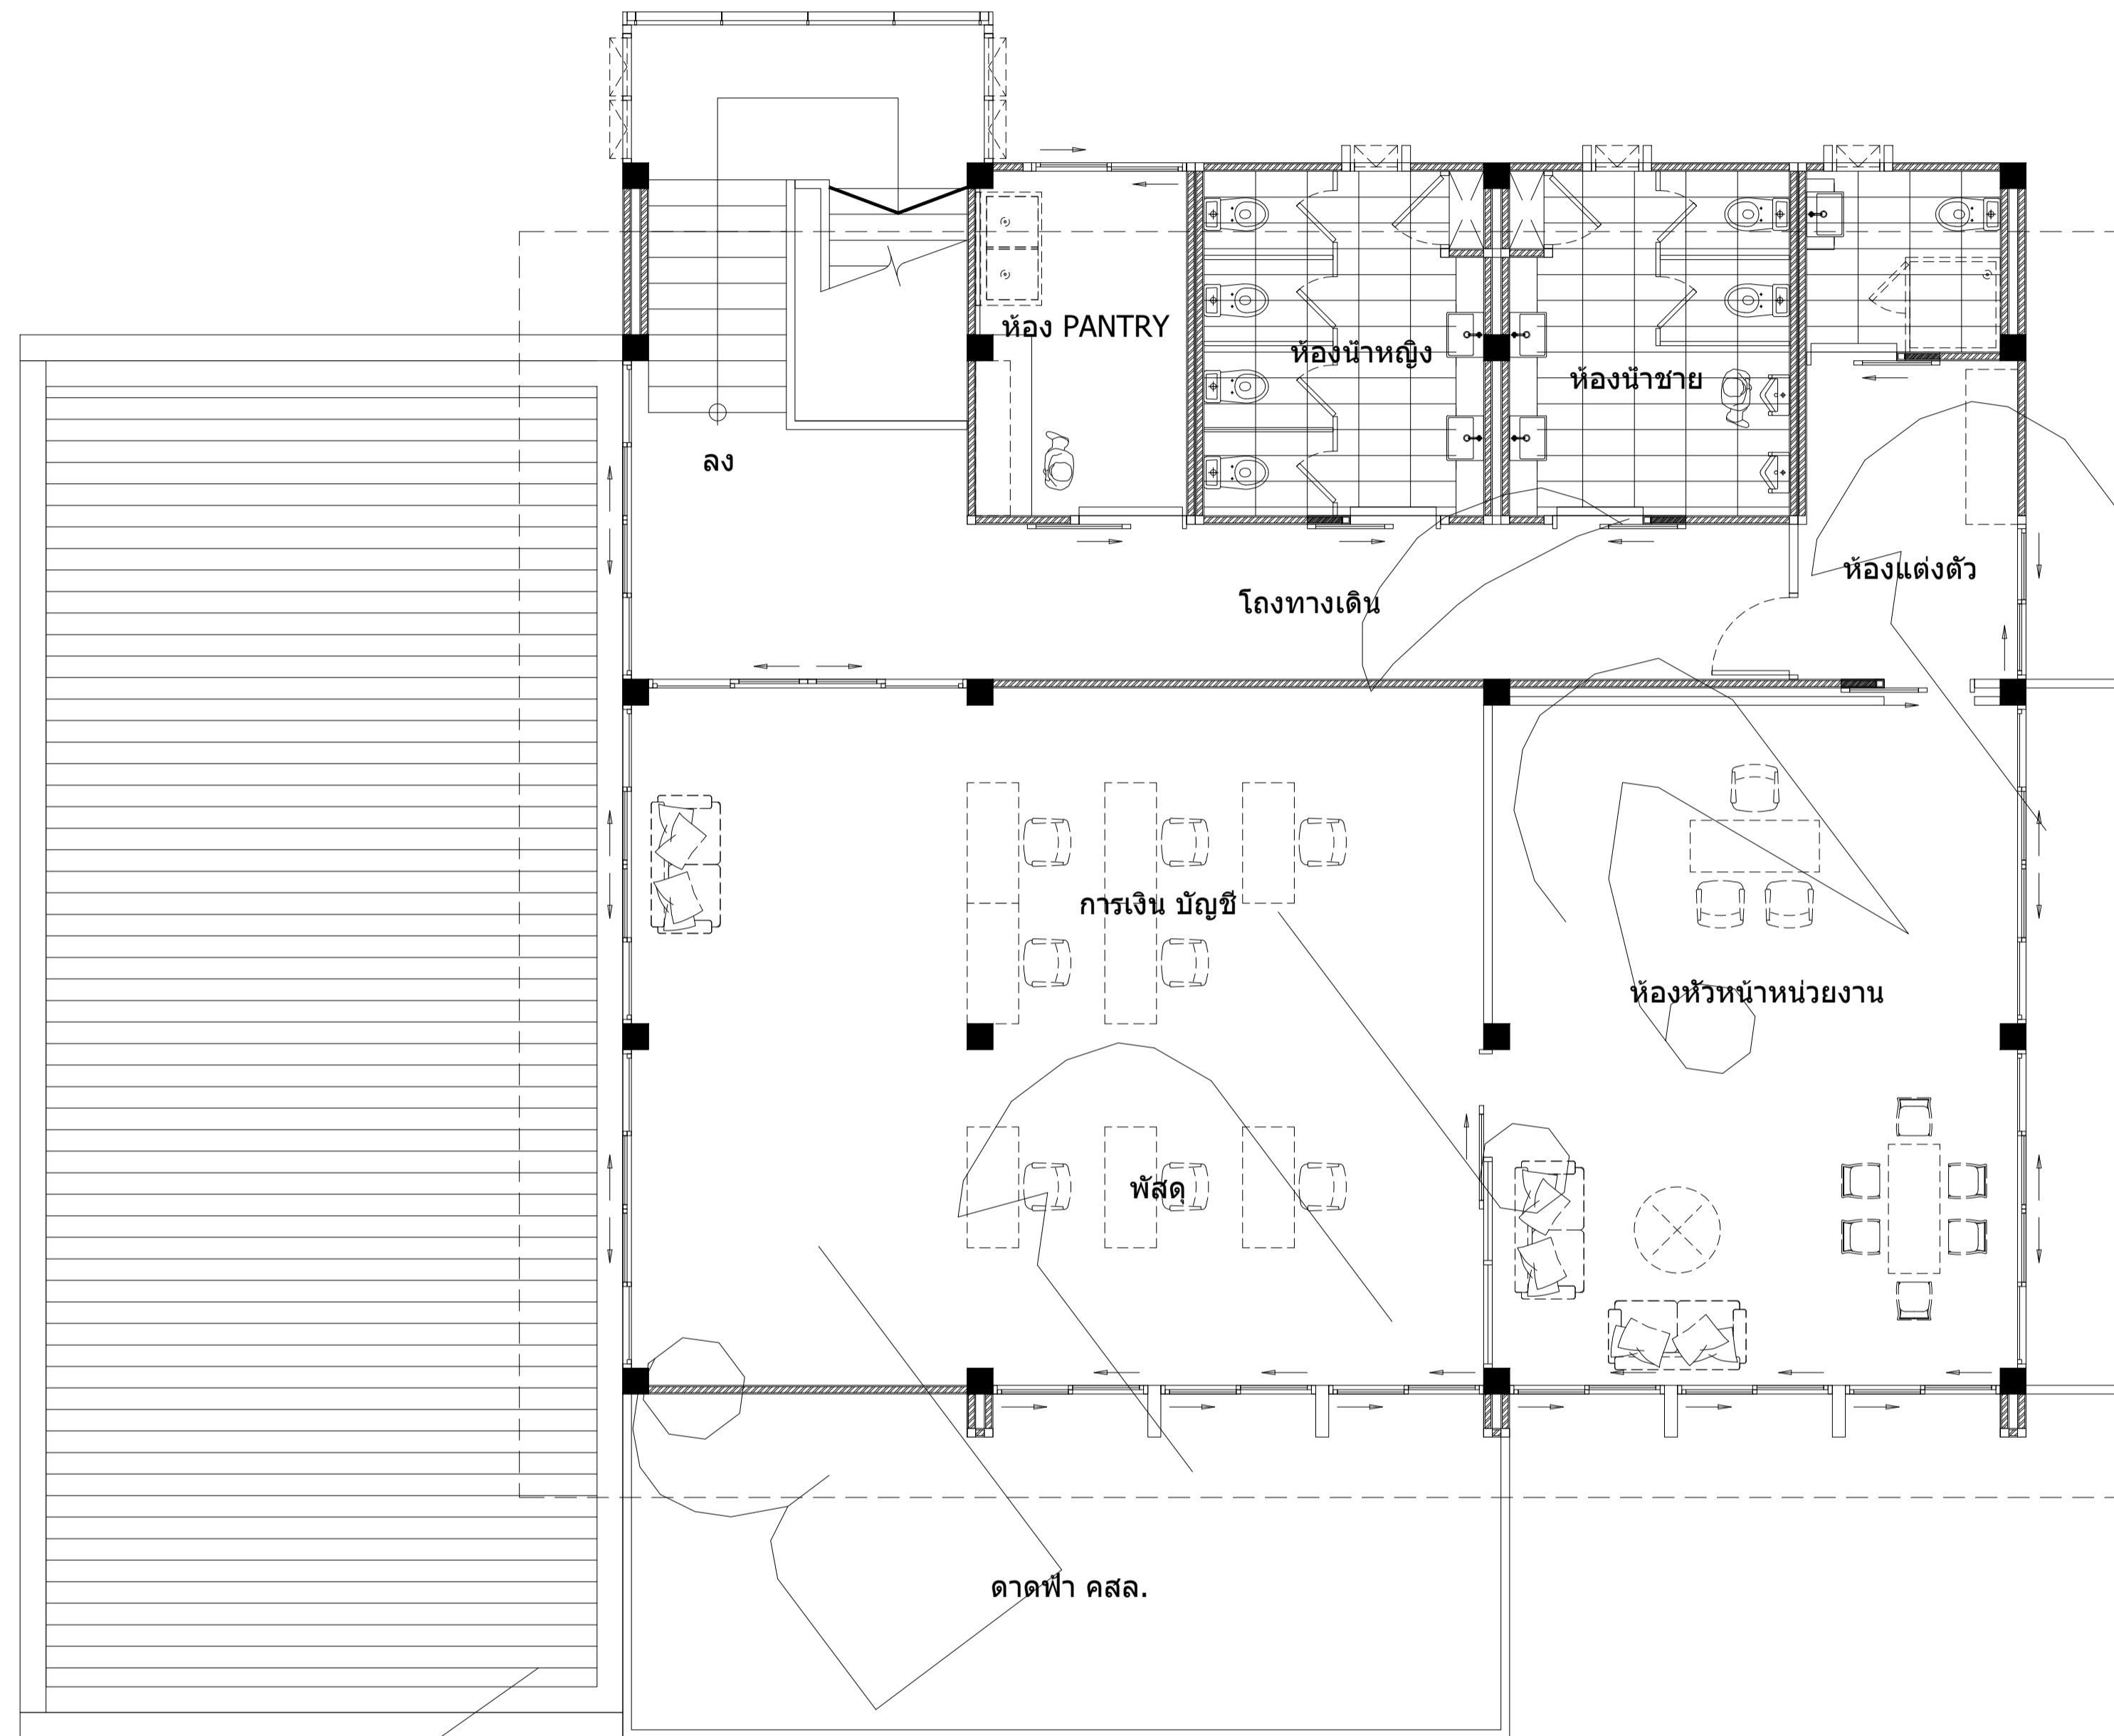 ห้อง PANTRY
ห้องน้ำหญิง
ห้องน้ำชาย
ลง
ห้องแต่งตัว
โถงทางเดิน
การเงิน บัญชี
ห้องหัวหน้าหน่วยงาน
พัสดุ
ดาดฟ้า คสล.